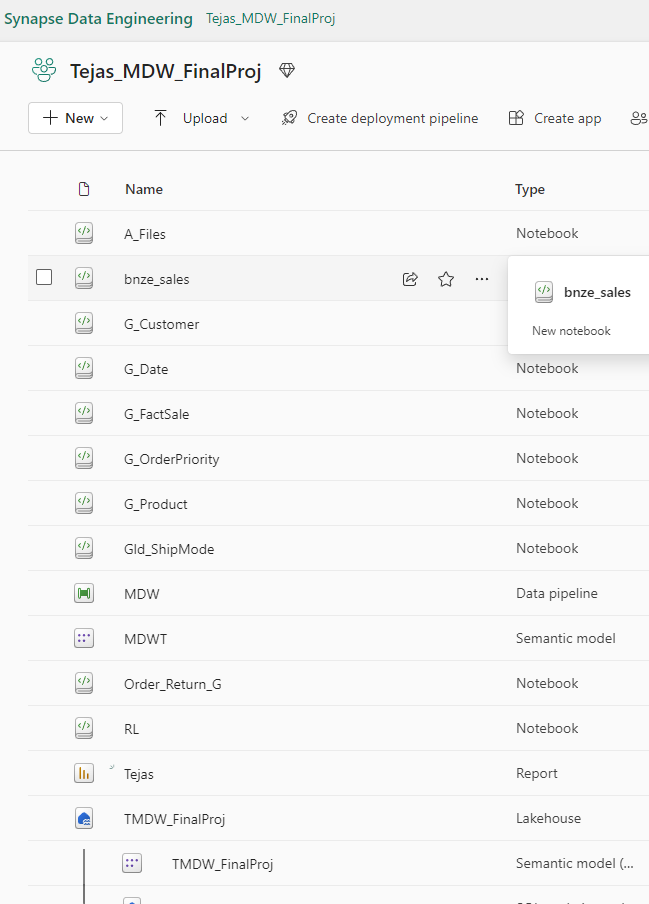 Synapse Data Engineering Tejas_MDW_FinalProj
Tejas_MDW_FinalProj
New Upload Create deployment pipeline Create app
Name Type
A_Files Notebook
bnze_sales
bnze_sales
New notebook
G_Customer
G_Date Notebook
G_FactSale Notebook
G_OrderPriority Notebook
G_Product Notebook
Gld_ShipMode Notebook
MDW Data pipeline
MDWT Semantic model
Order_Return_G Notebook
RL Notebook
Tejas Report
TMDW_FinalProj Lakehouse
TMDW_FinalProj Semantic model (...